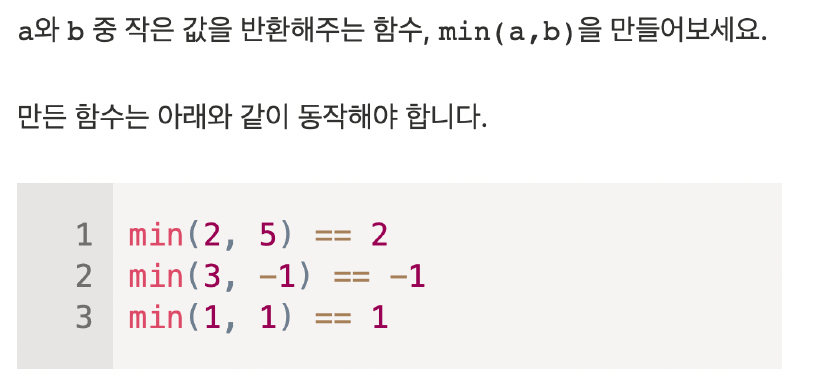 a와 b 중 작은 값을 반환해주는 함수, min(a,b)을 만들어보세요.
만든 함수는 아래와 같이 동작해야 합니다.
1 min(2, 5) == 2
2 min(3, -1) == -1
3 min(1, 1) == 1